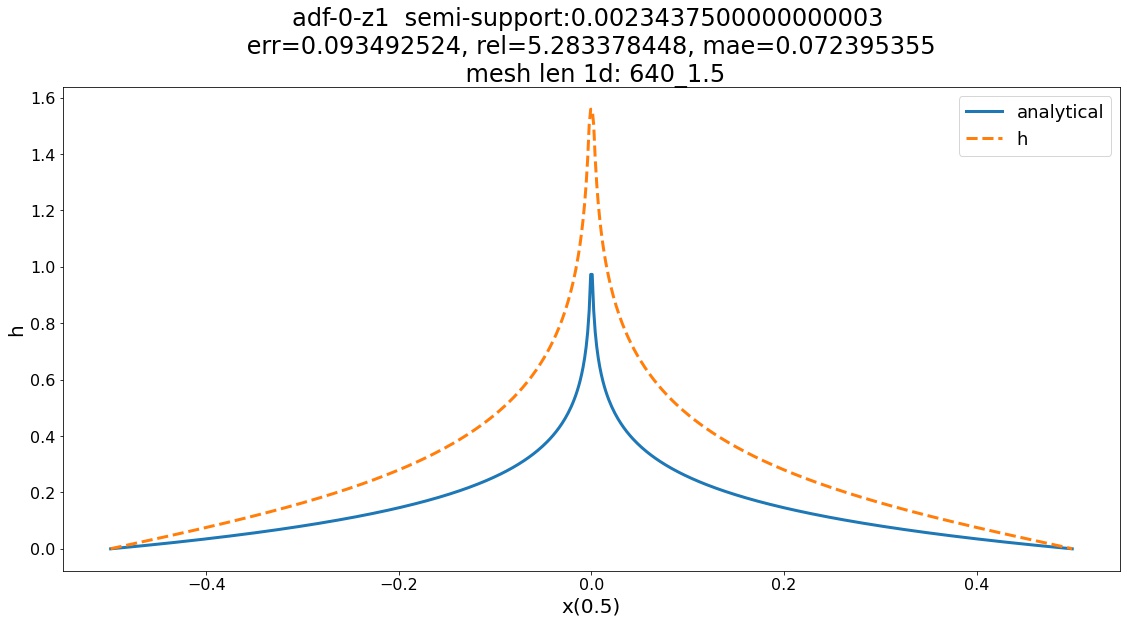 adf-0-z1  semi-support:0.0023437500000000003
err=0.093492524, rel=5.283378448, mae=0.072395355
mesh len 1d: 640_1.5
analytical
h
h
1.6
1.4
1.2
1.0
0.8
0.6
0.4
0.2
0.0
−0.4
−0.2
0.0
0.2
0.4
x(0.5)